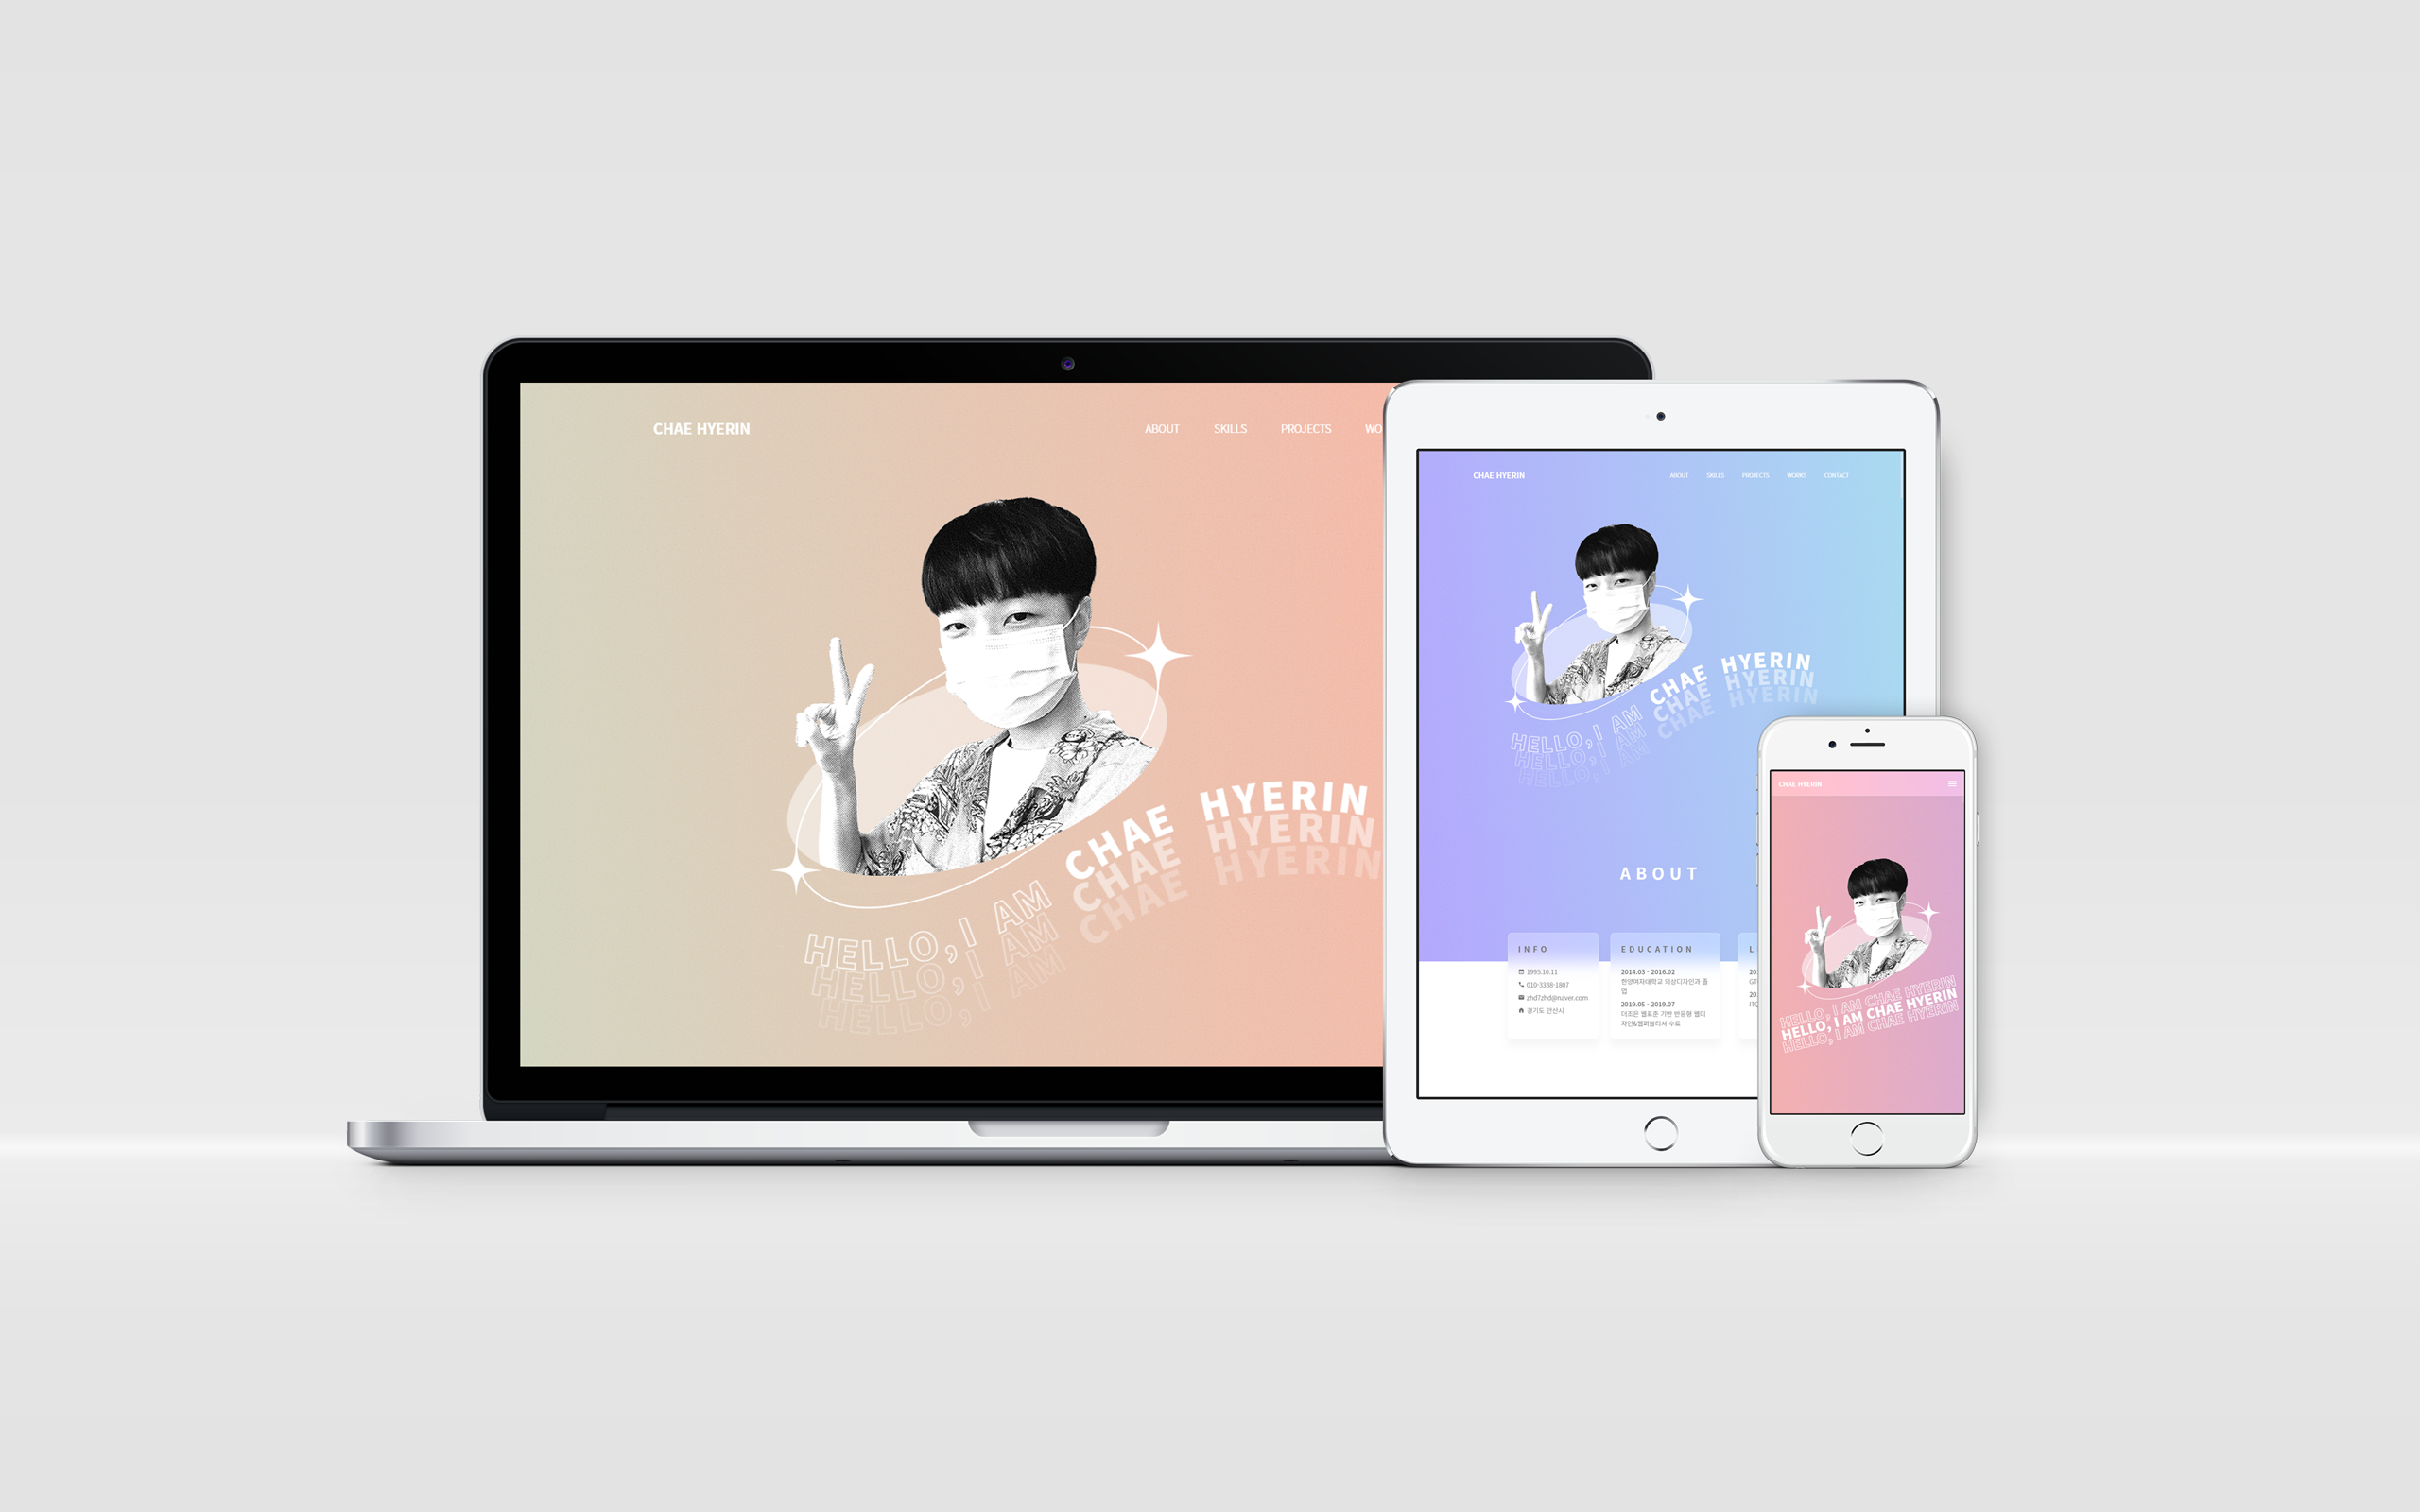 CHAE HYERIN
ABOUT SKILLS PROJECTS WO
CHAE HYERIN
CHAE HYERIN
CHAE HYERIN
HELLO, I AM
HELLO, I AM
HELLO, I AM
CHAE HYERIN
ABOUT SKILLS PROJECTS WORKS CONTACT
CHAE HYERIN
CHAE HYERIN
CHAE HYERIN
HELLO, I AM
HELLO, I AM
HELLO, I AM
ABOUT
INFO
1995.10.11
010-3338-1807
zhd7zhd@naver.com
경기도 안산시
EDUCATION
2014.03 - 2016.02
한양여자대학교 의상디자인과 졸
업
2019.05 - 2019.07
더조은 웹표준 기반 반응형 웹디
자인&웹퍼블리셔 수료
L
20
GT
20
ITQ
CHAE HYERIN
HELLO, I AM CHAE HYERIN
HELLO, I AM CHAE HYERIN
HELLO, I AM CHAE HYERIN